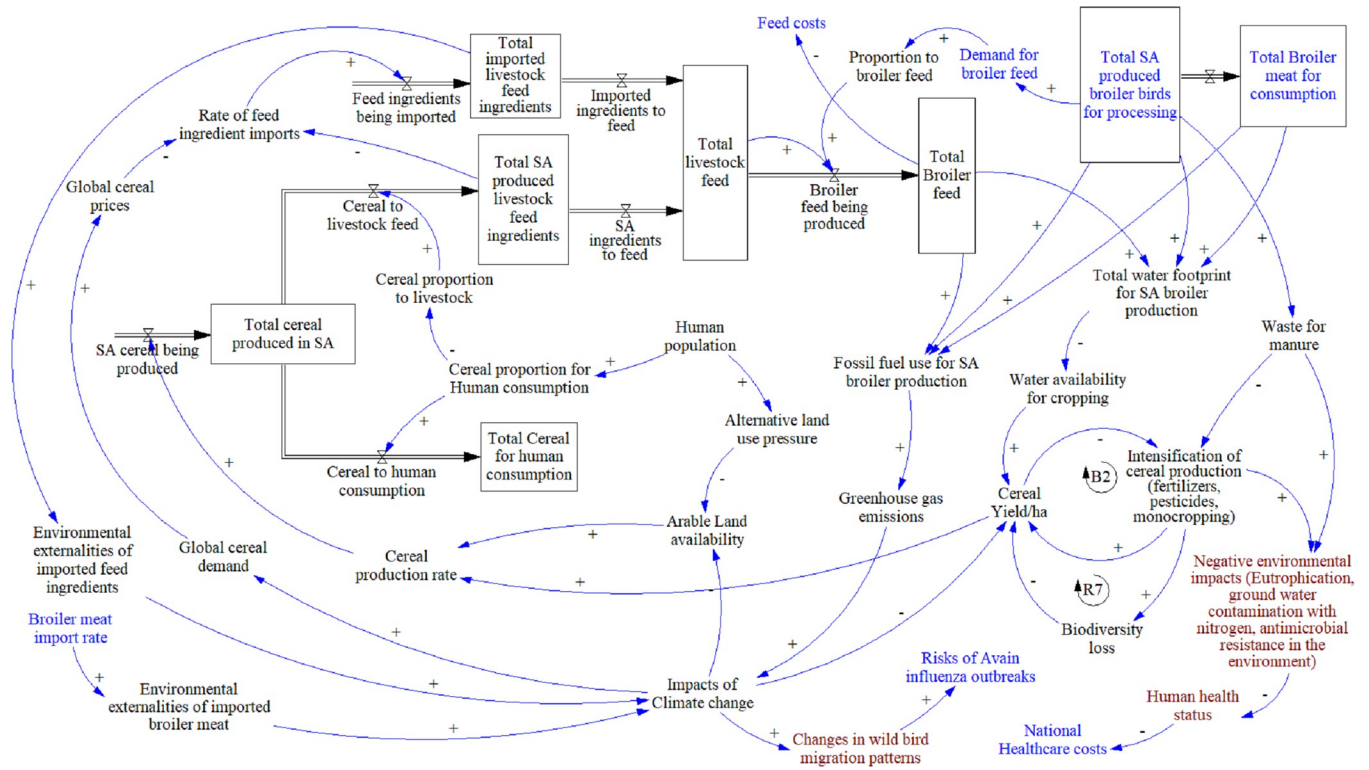 Feed costs
Total
imported
livestock
feed
ingredients
Feed ingredients
being imported
Imported
ingredients to
feed
Rate of feed
ingredient imports
Proportion to
broiler feed
Demand for
broiler feed
Total SA
produced
broiler birds
for processing
Total Broiler
meat for
consumption
Total
livestock
feed
Total
Broiler
feed
Broiler
feed being
produced
Global cereal
prices
Cereal to
livestock feed
Total SA
produced
livestock
feed
ingredients
SA
ingredients
to feed
Cereal proportion
to livestock
Total cereal
produced in SA
SA cereal being
produced
Human
population
Cereal proportion for
Human consumption
Alternative land
use pressure
Cereal to human
consumption
Total Cereal
for human
consumption
Fossil fuel use for SA
broiler production
Total water footprint
for SA broiler
production
Waste for
manure
Water availability
for cropping
Greenhouse gas
emissions
Cereal
Yield/ha
B2
Intensification of
cereal production
(fertilizers,
pesticides,
monocropping)
Arable Land
availability
Environmental
externalities of
imported feed
ingredients
Global cereal
demand
Cereal
production rate
R7
Biodiversity
loss
Negative environmental
impacts (Eutrophication,
ground water
contamination with
nitrogen, antimicrobial
resistance in the
environment)
Broiler meat
import rate
Environmental
externalities of imported
broiler meat
Impacts of
Climate change
Risks of Avain
influenza outbreaks
Changes in wild bird
migration patterns
Human health
status
National
Healthcare costs